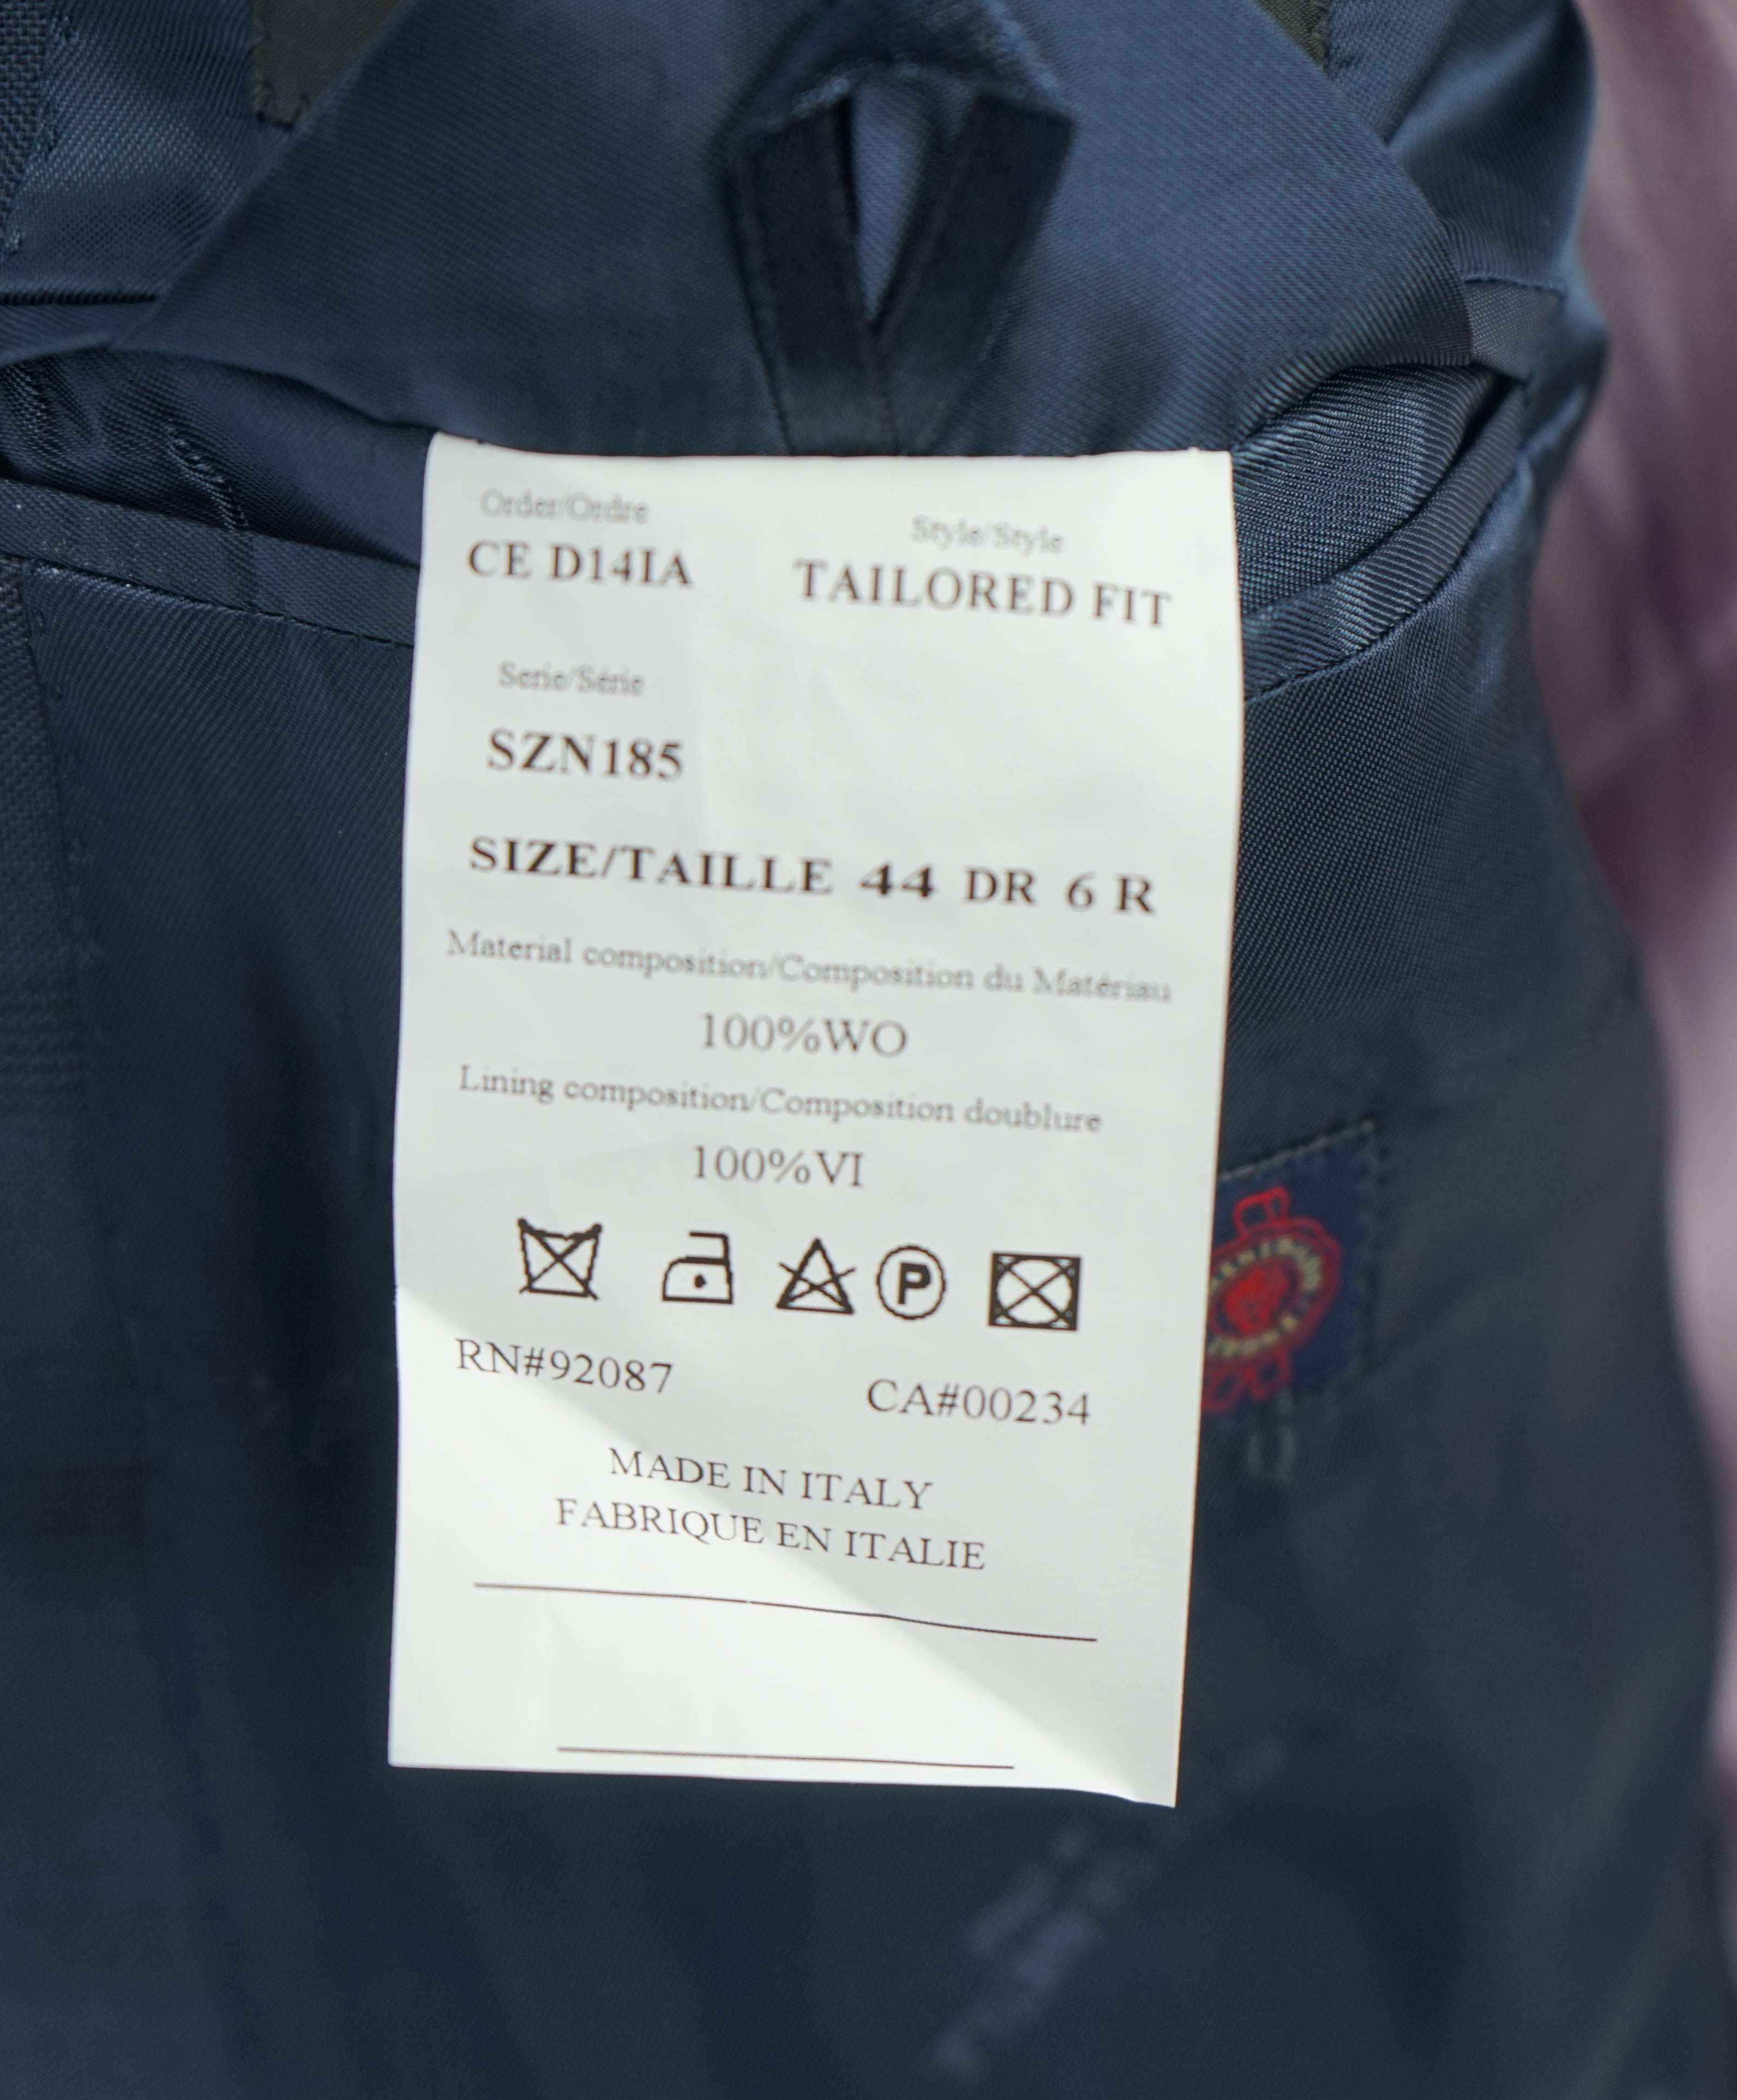 Order/Ordre
Style/Style
CE D14IA
TAILORED FIT
Serie/Série
SZN185
SIZE/TAILLE 44 DR 6 R
Material composition/Composition du Matériau
100%WO
Lining composition/Composition doublure
100%VI
P
RN#92087
CA#00234
MADE IN ITALY
FABRIQUE EN ITALIE